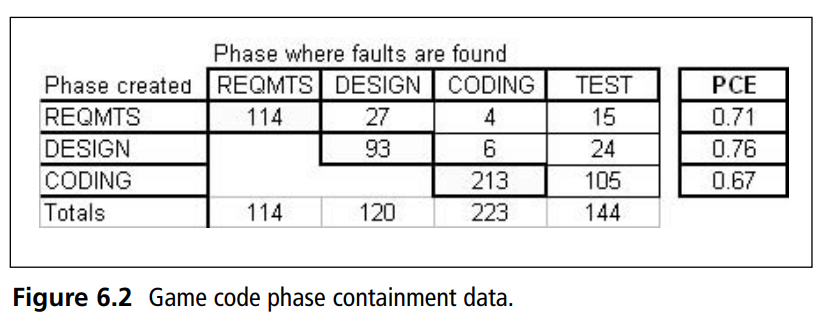 Phase where faults are found
Phase created REQMTS DESIGN CODING TEST PCE
REQMTS 114 27 4 15 0.71
DESIGN 93 6 24 0.76
CODING 213 105 0.67
Totals 114 120 223 144
Figure 6.2 Game code phase containment data.